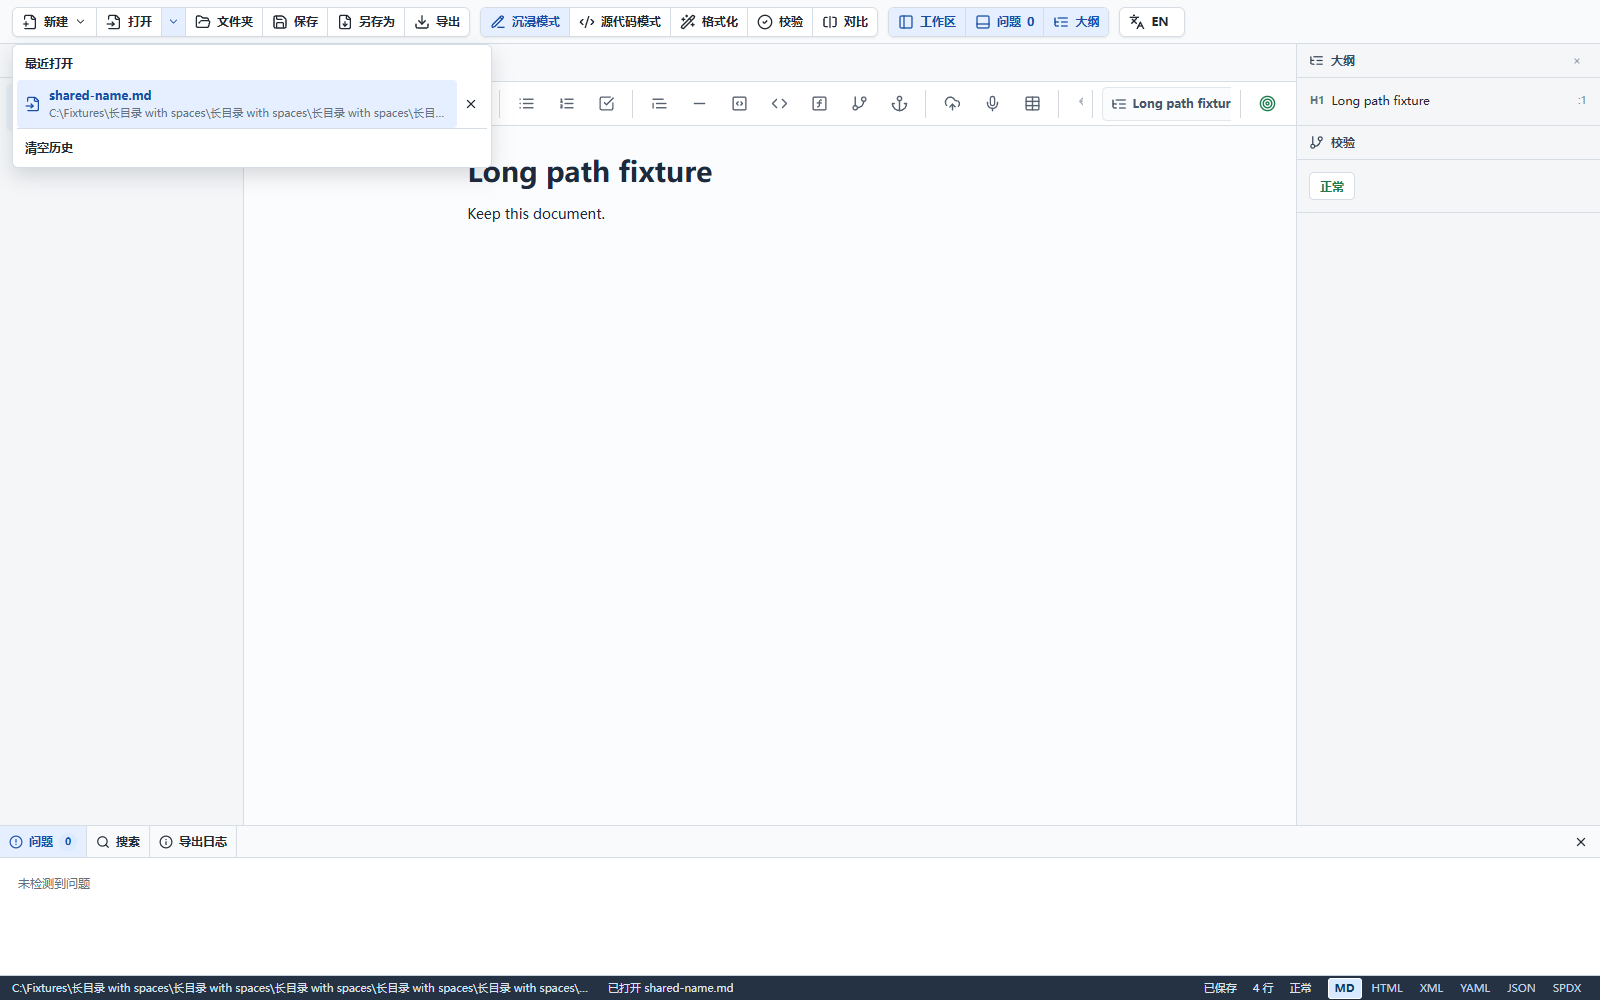 新建 打开 文件夹 保存 另存为 导出 沉浸模式 源代码模式 格式化 校验 对比 工作区 问题 0 大纲 EN
最近打开
shared-name.md
C:\Fixtures\长目录 with spaces\长目录 with spaces\长目录 with spaces\长目...
清空历史
Long path fixtur
Long path fixture
Keep this document.
大纲
H1 Long path fixture :1
校验
正常
问题 0 搜索 导出日志
未检测到问题
C:\Fixtures\长目录 with spaces\长目录 with spaces\长目录 with spaces\长目录 with spaces\长目录 with spaces\... 已打开 shared-name.md 已保存 4 行 正常 MD HTML XML YAML JSON SPDX